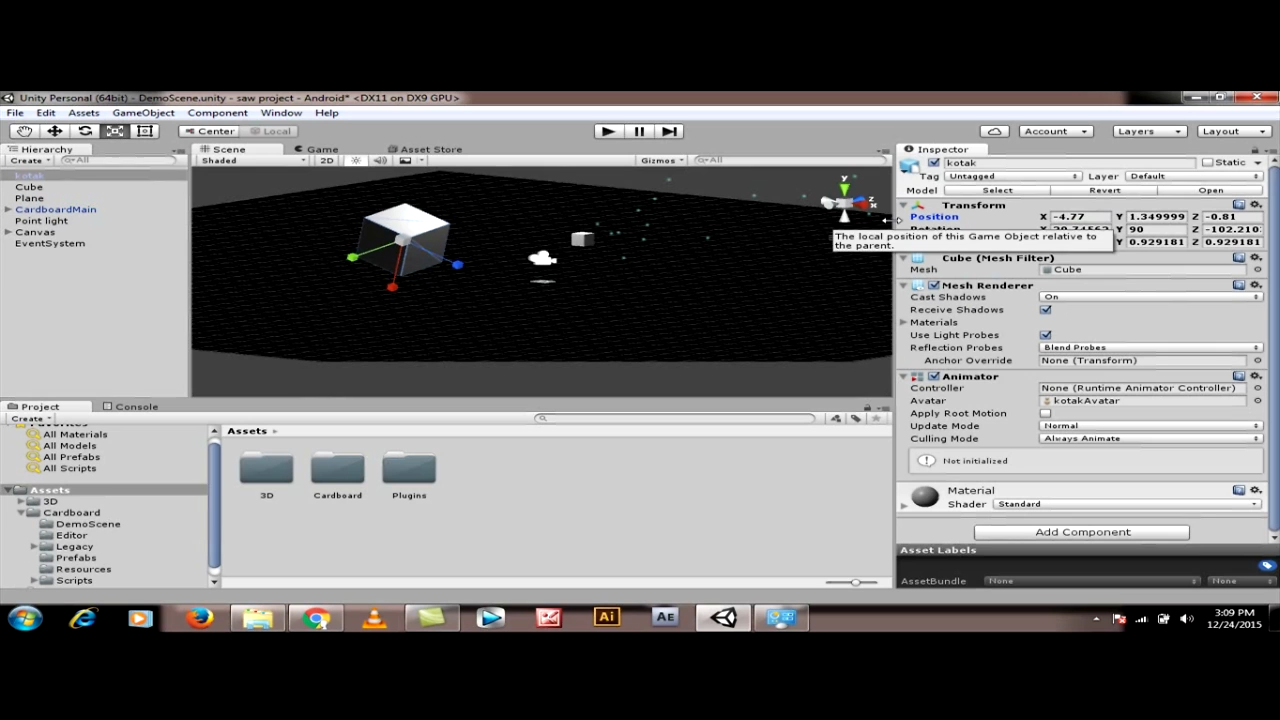 Unity Personal (64bit) - DemoScene.unity - saw project - Android* <DX11 on DX9 GPU>
File Edit Assets GameObject Component Window Help
Center Local Account Layers Layout
Hierarchy
Create All
kotak
Cube
Plane
CardboardMain
Point light
Canvas
EventSystem
Scene Game Asset Store
Shaded 2D Gizmos All
y
x
z
Inspector
kotak Static
Tag Untagged Layer Default
Model Select Revert Open
Transform
Position X -4.77 Y 1.349999 Z -0.81
Y 90 -102.210
The local position of this Game Object relative to
the parent.
0.929181 0.929181
Cube (Mesh Filter)
Mesh Cube
Mesh Renderer
Cast Shadows On
Receive Shadows
Materials
Use Light Probes
Reflection Probes Blend Probes
Anchor Override None (Transform)
Animator
Controller None (Runtime Animator Controller)
Avatar kotakAvatar
Apply Root Motion
Update Mode Normal
Culling Mode Always Animate
Not initialized
Material
Shader Standard
Add Component
Asset Labels
AssetBundle None None
Project Console
Create
Favorites
All Materials
All Models
All Prefabs
All Scripts
Assets
3D
Cardboard
DemoScene
Editor
Legacy
Prefabs
Resources
Scripts
Assets
3D Cardboard Plugins
Ai
Ae
3:09 PM
12/24/2015